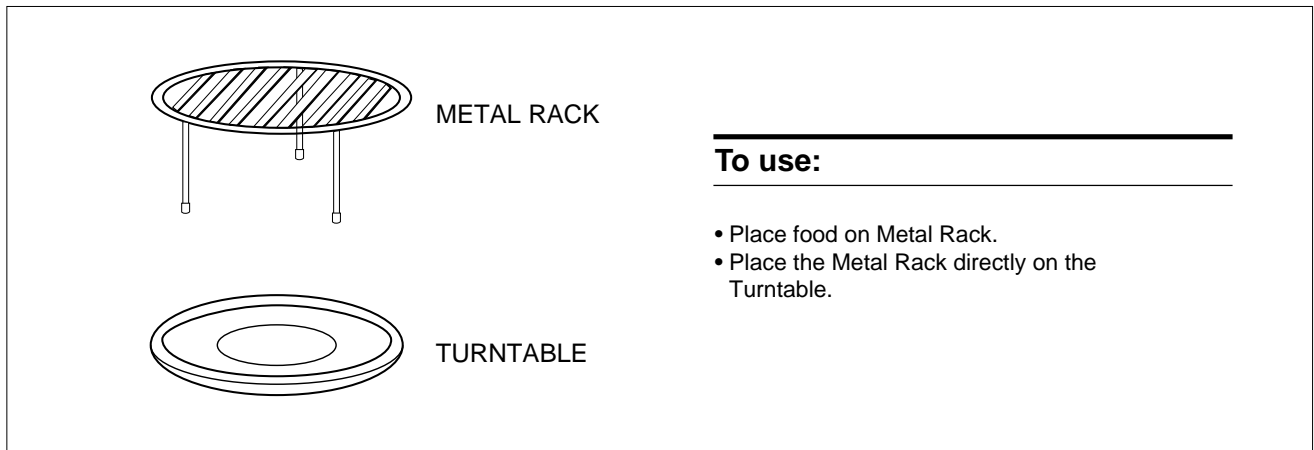 METAL RACK
TURNTABLE
To use:
• Place food on Metal Rack.
• Place the Metal Rack directly on the
Turntable.